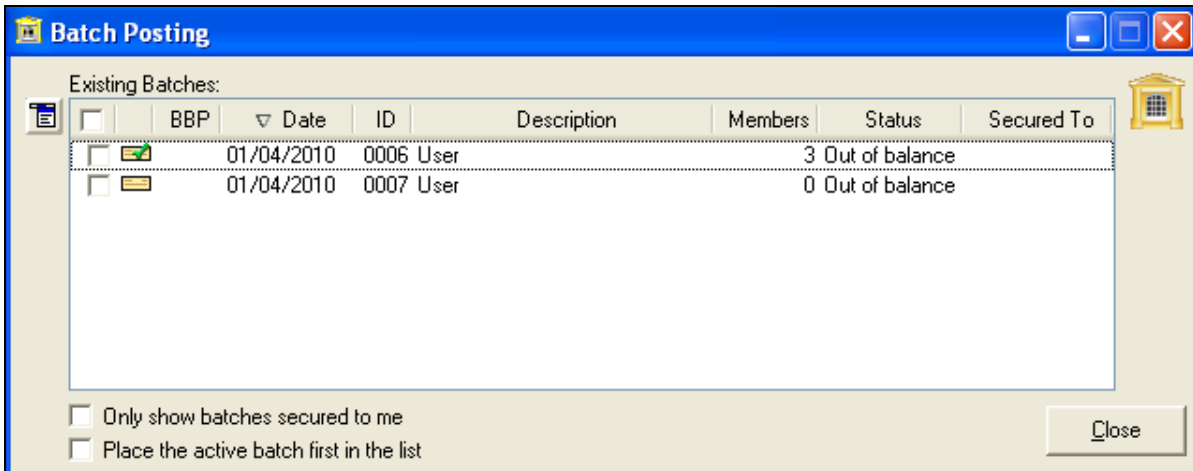 Batch Posting
Existing Batches:
BBP Date ID Description Members Status Secured To
01/04/2010 0006 User 3 Out of balance
01/04/2010 0007 User 0 Out of balance
Only show batches secured to me
Place the active batch first in the list
Close